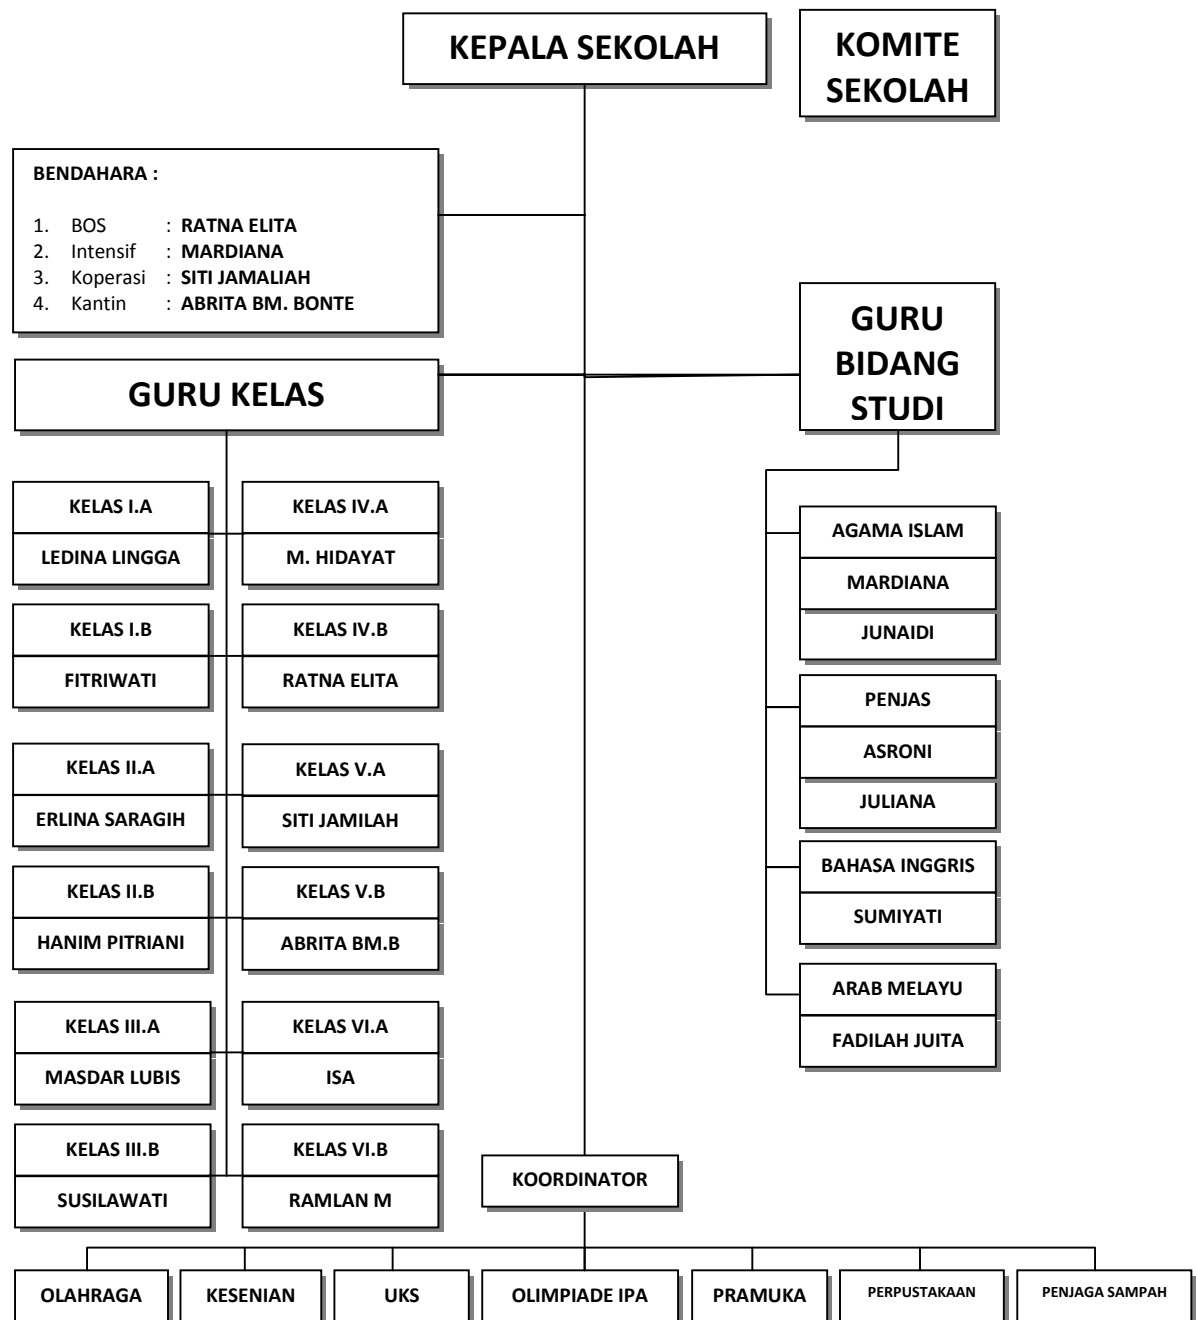 KEPALA SEKOLAH
KOMITE
SEKOLAH
BENDAHARA :
1. BOS : RATNA ELITA
2. Intensif : MARDIANA
3. Koperasi : SITI JAMALIAH
4. Kantin : ABRITA BM. BONTE
GURU
BIDANG
STUDI
GURU KELAS
KELAS I.A
LEDINA LINGGA
KELAS IV.A
M. HIDAYAT
KELAS I.B
FITRIWATI
KELAS IV.B
RATNA ELITA
KELAS II.A
ERLINA SARAGIH
KELAS V.A
SITI JAMILAH
KELAS II.B
HANIM PITRIANI
KELAS V.B
ABRITA BM.B
KELAS III.A
MASDAR LUBIS
KELAS VI.A
ISA
KELAS III.B
SUSILAWATI
KELAS VI.B
RAMLAN M
AGAMA ISLAM
MARDIANA
JUNAIDI
PENJAS
ASRONI
JULIANA
BAHASA INGGRIS
SUMIYATI
ARAB MELAYU
FADILAH JUITA
KOORDINATOR
OLAHRAGA
KESENIAN
UKS
OLIMPIADE IPA
PRAMUKA
PERPUSTAKAAN
PENJAGA SAMPAH